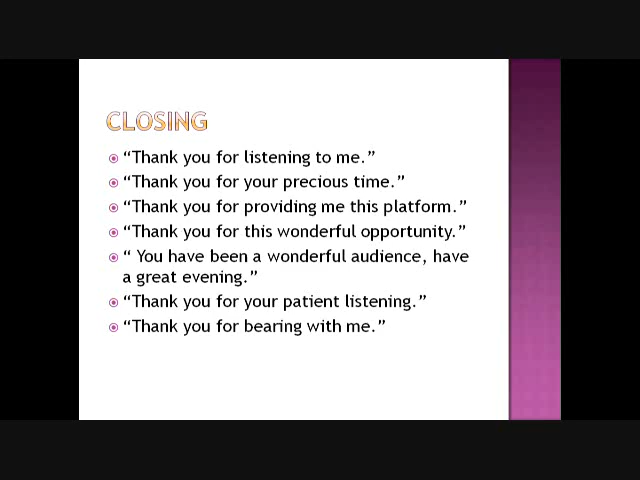 CLOSING
“Thank you for listening to me.”
“Thank you for your precious time.”
“Thank you for providing me this platform.”
“Thank you for this wonderful opportunity.”
“ You have been a wonderful audience, have
a great evening.”
“Thank you for your patient listening.”
“Thank you for bearing with me.”